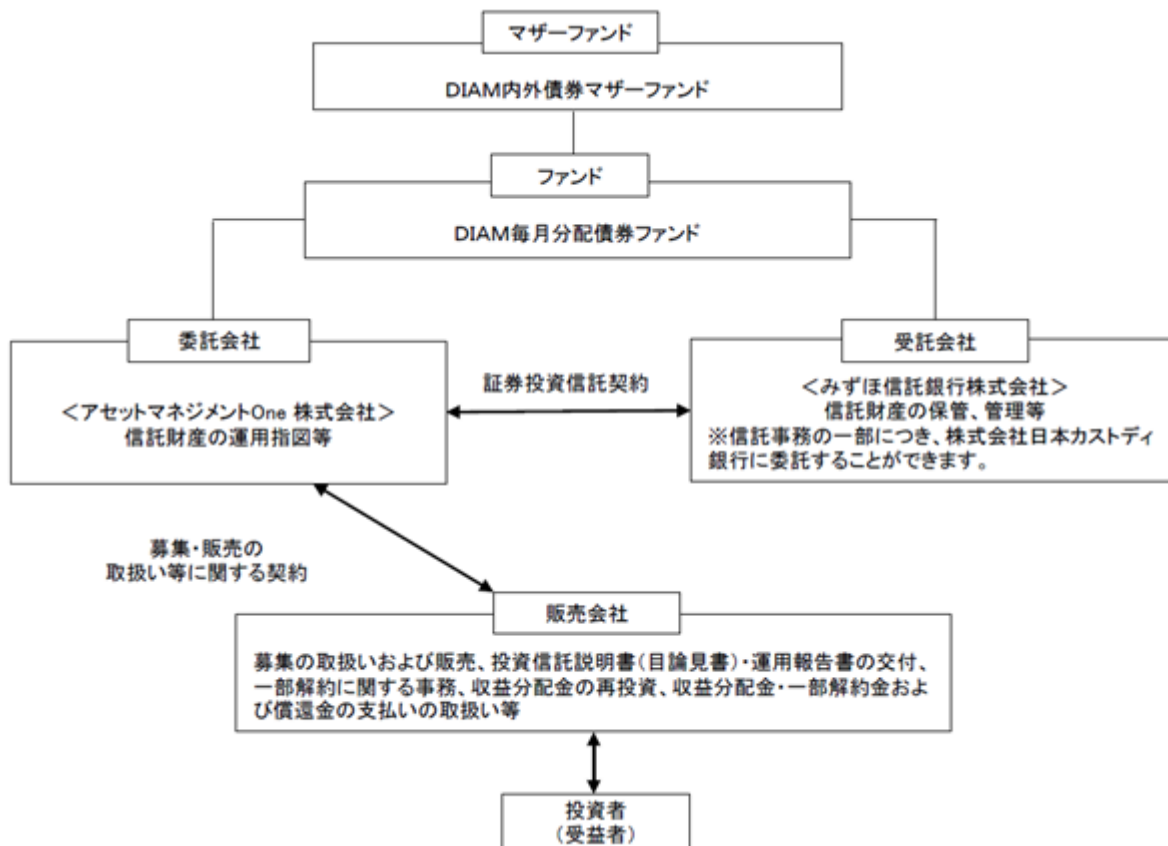 マザーファンド
DIAM内外債券マザーファンド
ファンド
DIAM毎月分配債券ファンド
委託会社
＜アセットマネジメントOne 株式会社＞
信託財産の運用指図等
証券投資信託契約
受託会社
＜みずほ信託銀行株式会社＞
信託財産の保管、管理等
※信託事務の一部につき、株式会社日本カストディ
銀行に委託することができます。
募集・販売の
取扱い等に関する契約
販売会社
募集の取扱いおよび販売、投資信託説明書（目論見書）・運用報告書の交付、
一部解約に関する事務、収益分配金の再投資、収益分配金・一部解約金およ
び償還金の支払いの取扱い等
投資者
（受益者）